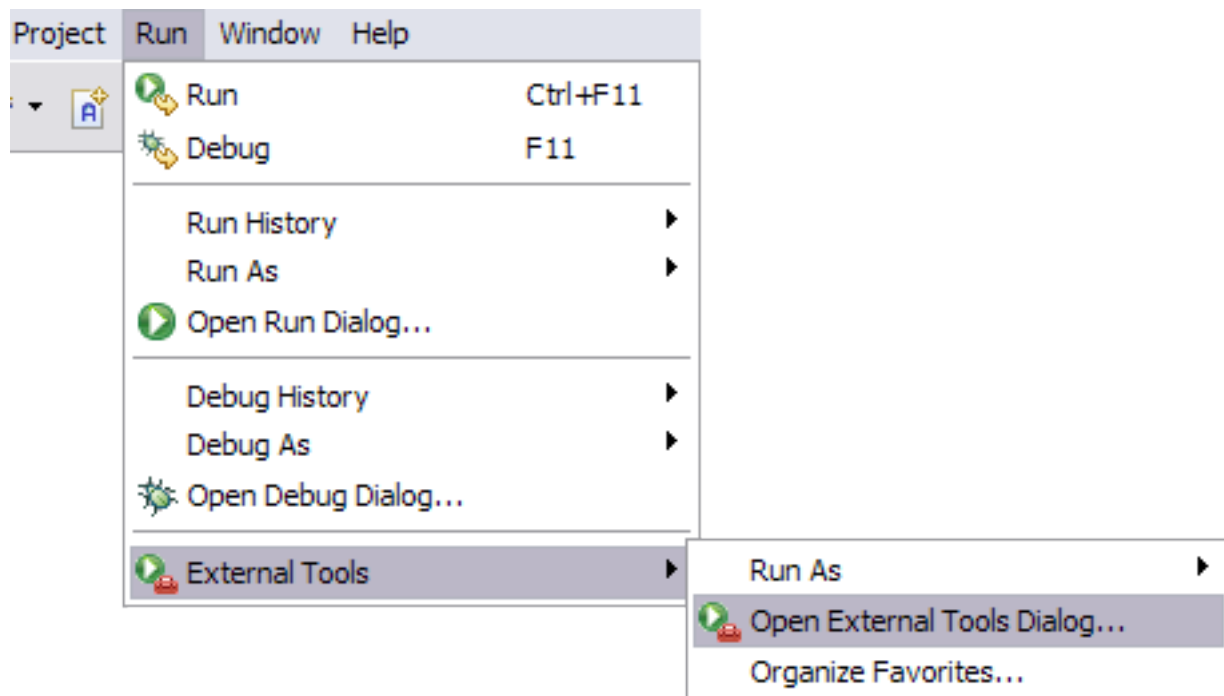 Project Run Window Help
A
Run Ctrl+F11
Debug F11
Run History
Run As
Open Run Dialog...
Debug History
Debug As
Open Debug Dialog...
External Tools
Run As
Open External Tools Dialog...
Organize Favorites...